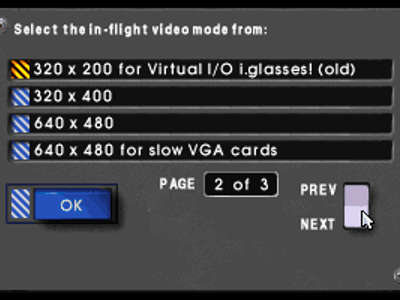 Select the in-flight video mode from:
320 x 200 for Virtual I/O i.glasses! (old)
320 x 400
640 x 480
640 x 480 for slow VGA cards
OK
PAGE 2 of 3
PREV
NEXT